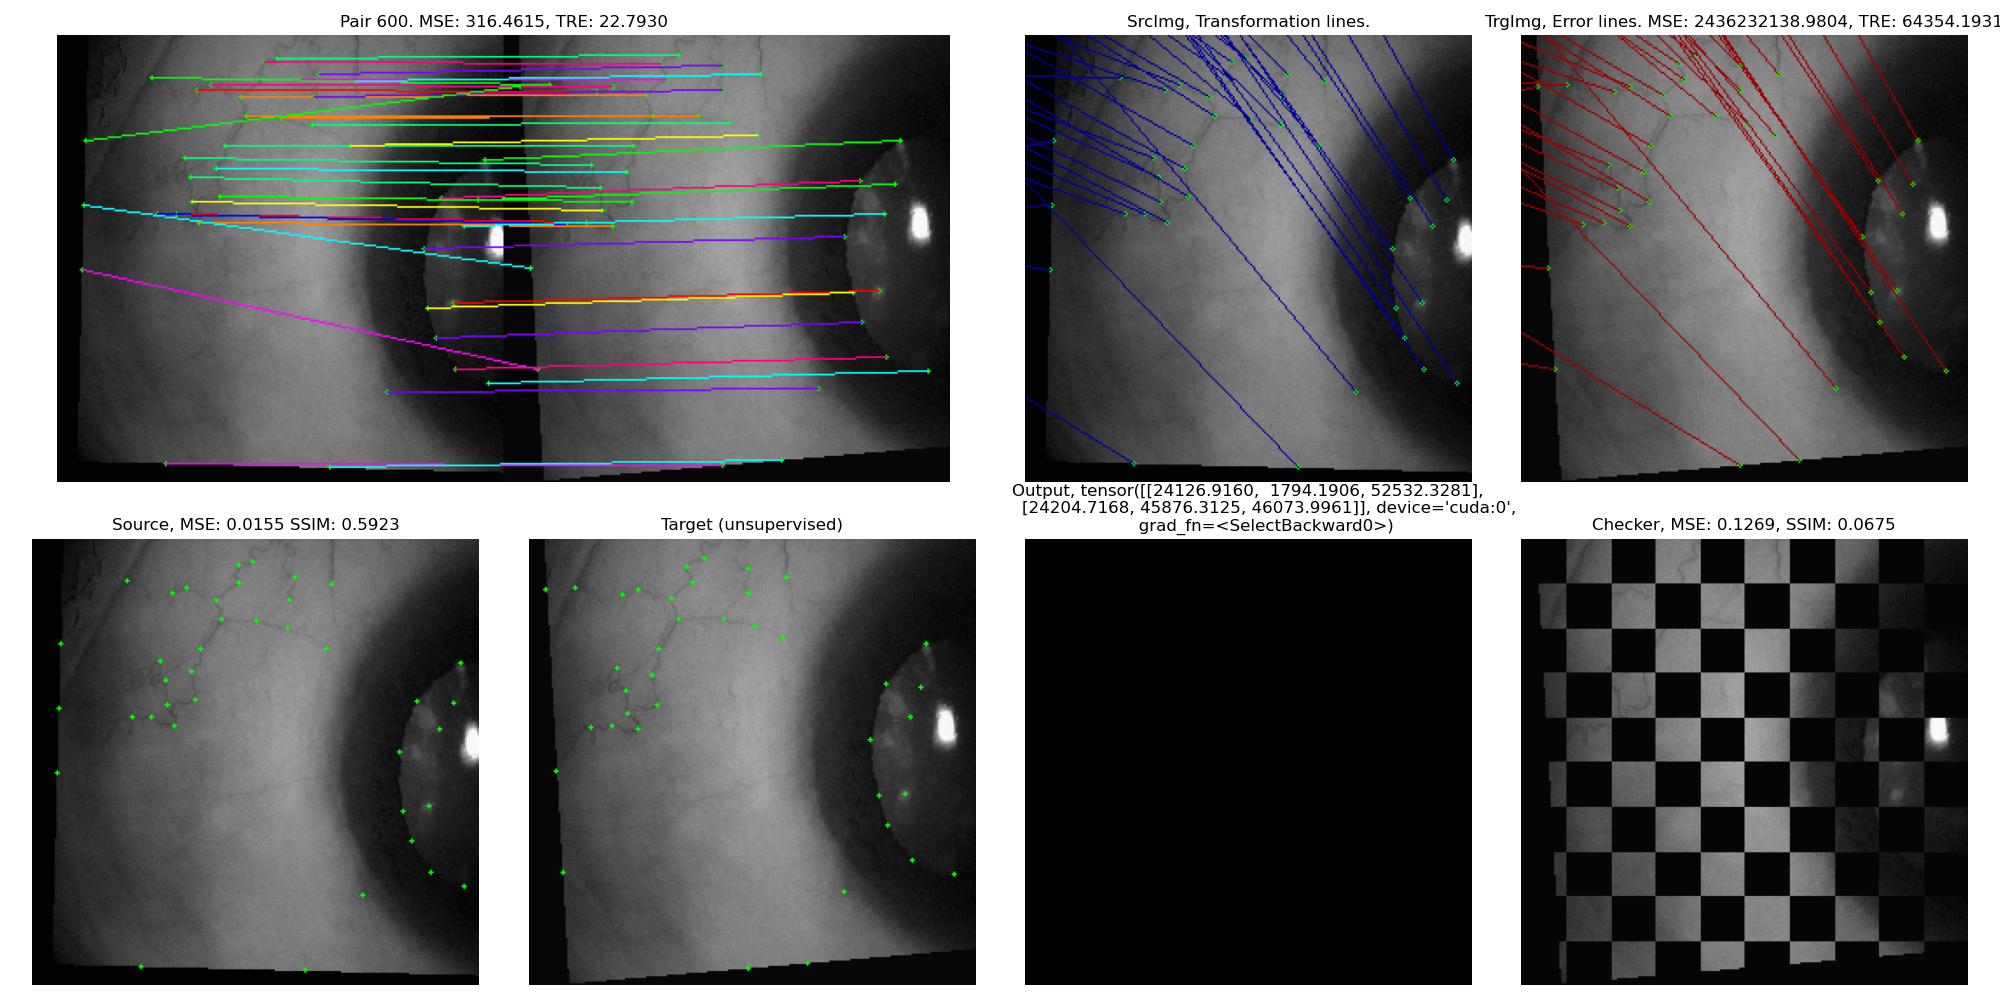 Pair 600. MSE: 316.4615, TRE: 22.7930
SrcImg, Transformation lines.
TrgImg, Error lines. MSE: 2436232138.9804, TRE: 64354.1931
Source, MSE: 0.0155 SSIM: 0.5923
Target (unsupervised)
Output, tensor([[24126.9160,  1794.1906, 52532.3281],
[24204.7168, 45876.3125, 46073.9961]], device='cuda:0',
grad_fn=<SelectBackward0>)
Checker, MSE: 0.1269, SSIM: 0.0675